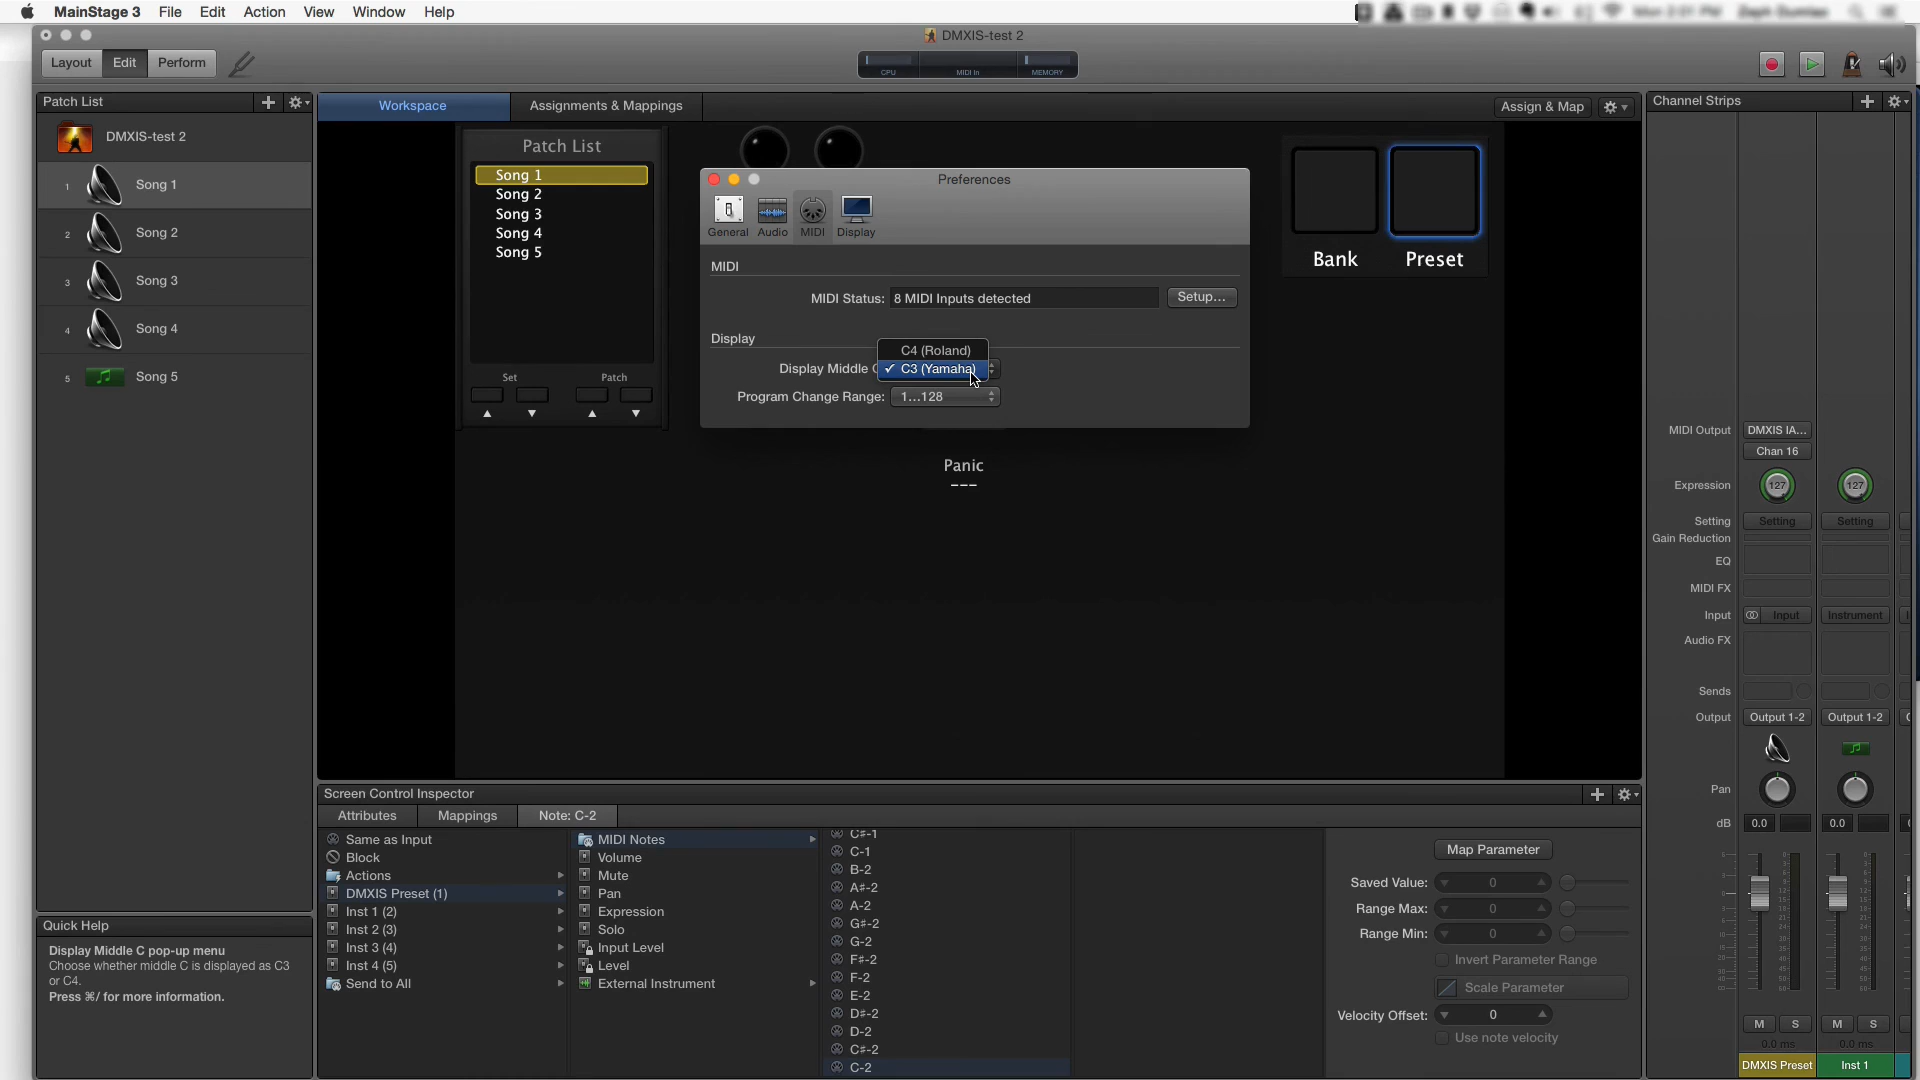 MainStage 3 File Edit Action View Window Help
DMXIS-test 2
Layout Edit Perform
CPU MIDI In MEMORY
Patch List
DMXIS-test 2
1 Song 1
2 Song 2
3 Song 3
4 Song 4
5 Song 5
Quick Help
Display Middle C pop-up menu
Choose whether middle C is displayed as C3
or C4.
Press ⌘/ for more information.
Workspace Assignments & Mappings Assign & Map
Patch List
Song 1
Song 2
Song 3
Song 4
Song 5
Set Patch
Bank Preset
Preferences
General Audio MIDI Display
MIDI
MIDI Status: 8 MIDI Inputs detected Setup...
Display
C4 (Roland)
Display Middle C ✓ C3 (Yamaha)
Program Change Range: 1...128
Panic
---
Screen Control Inspector
Attributes Mappings Note: C-2
Same as Input
Block
Actions
DMXIS Preset (1)
Inst 1 (2)
Inst 2 (3)
Inst 3 (4)
Inst 4 (5)
Send to All
MIDI Notes
Volume
Mute
Pan
Expression
Solo
Input Level
Level
External Instrument
C♯-1
C-1
B-2
A♯-2
A-2
G♯-2
G-2
F♯-2
F-2
E-2
D♯-2
D-2
C♯-2
C-2
Map Parameter
Saved Value: 0
Range Max: 0
Range Min: 0
Invert Parameter Range
Scale Parameter
Velocity Offset: 0
Use note velocity
Channel Strips
MIDI Output DMXIS IA...
Chan 16
Expression 127 127
Setting Setting Setting
Gain Reduction
EQ
MIDI FX
Input Input Instrument
Audio FX
Sends
Output Output 1-2 Output 1-2
Pan
dB 0.0 0.0
M S M S
0.0 ms 0.0 ms
DMXIS Preset Inst 1